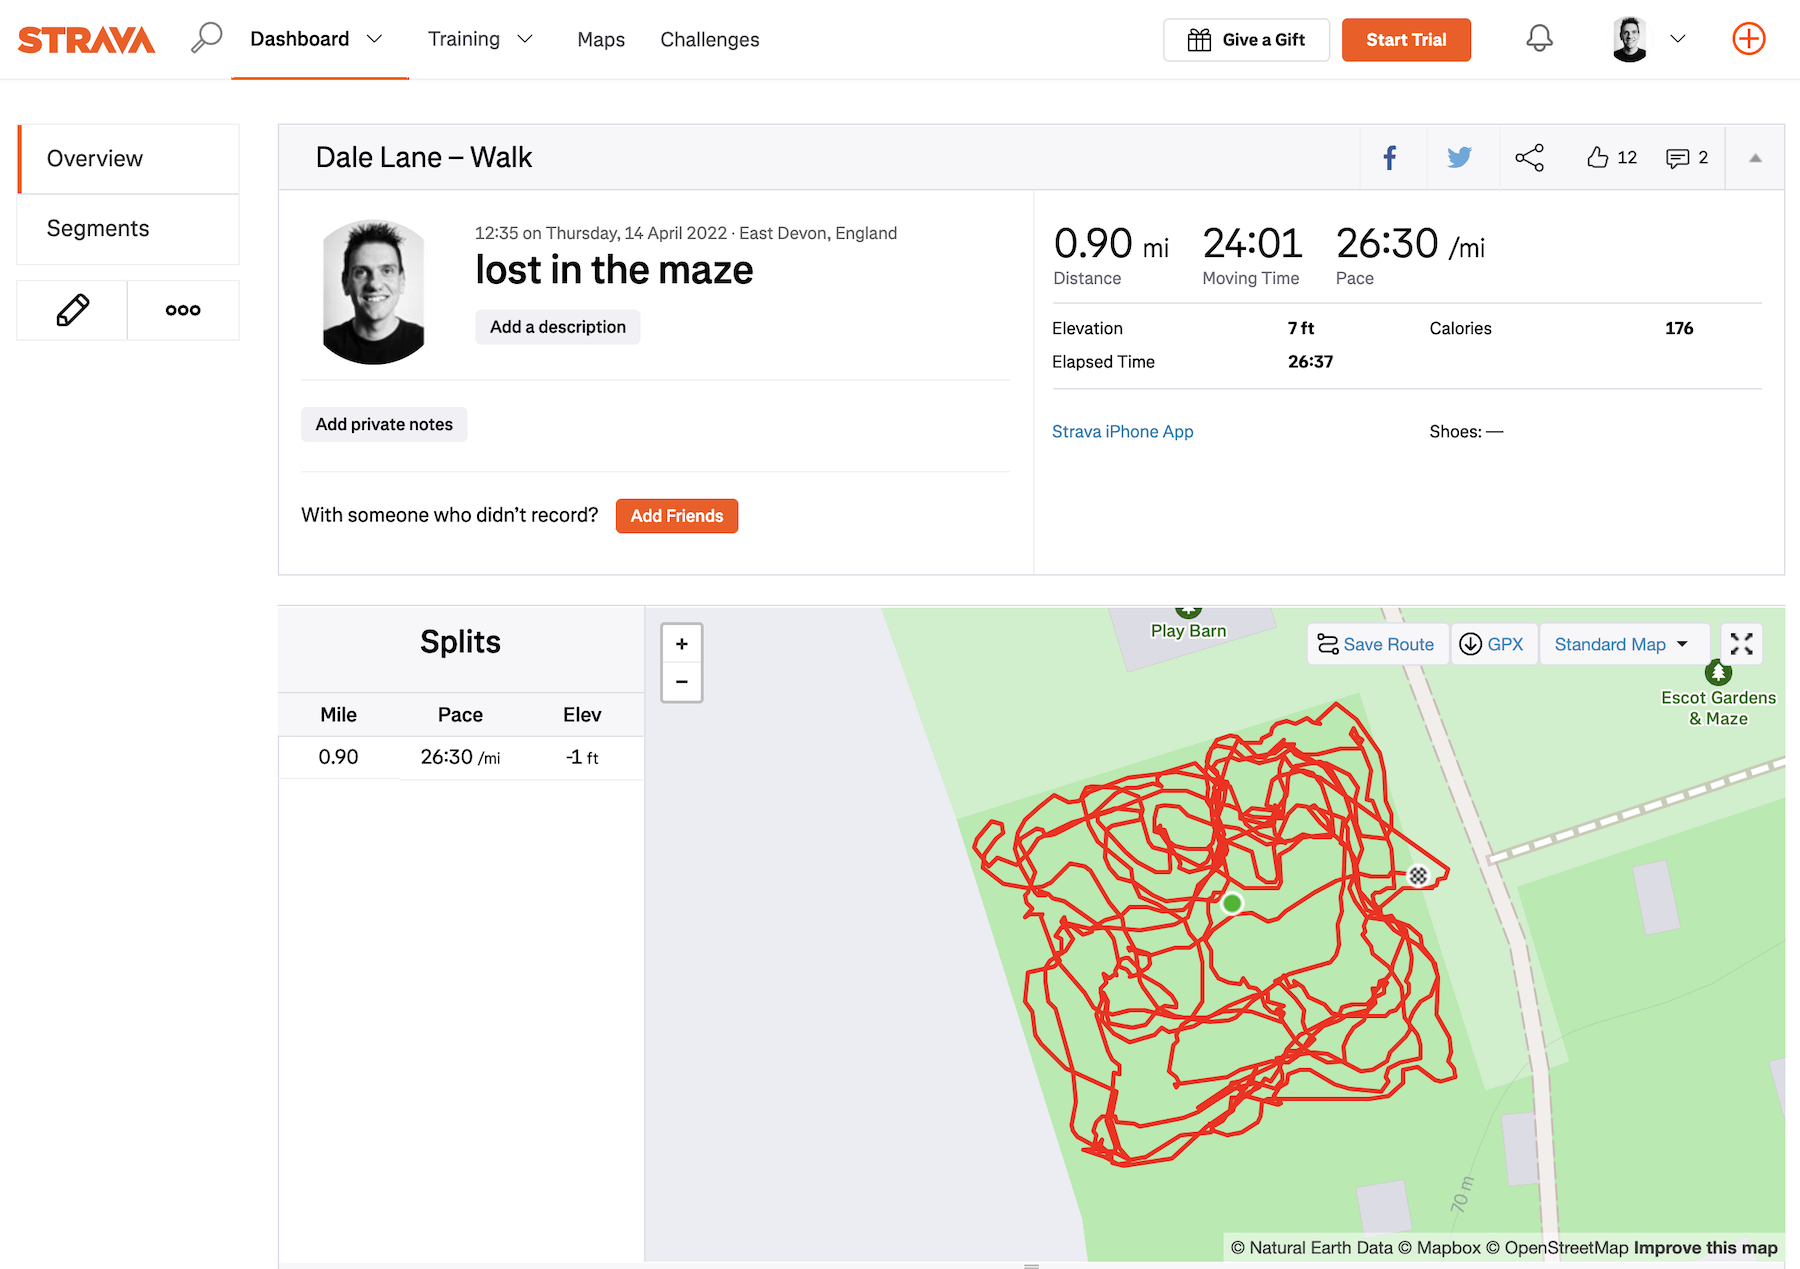 STRAVA
Dashboard
Training
Maps
Challenges
Give a Gift
Start Trial
Overview
Segments
Dale Lane – Walk
12
2
12:35 on Thursday, 14 April 2022 · East Devon, England
lost in the maze
Add a description
Add private notes
With someone who didn’t record?
Add Friends
0.90 mi
Distance
24:01
Moving Time
26:30 /mi
Pace
Elevation
7 ft
Calories
176
Elapsed Time
26:37
Strava iPhone App
Shoes: —
Splits
Mile
Pace
Elev
0.90
26:30 /mi
-1 ft
+
−
Play Barn
Save Route
GPX
Standard Map
Escot Gardens
& Maze
70 m
© Natural Earth Data © Mapbox © OpenStreetMap Improve this map